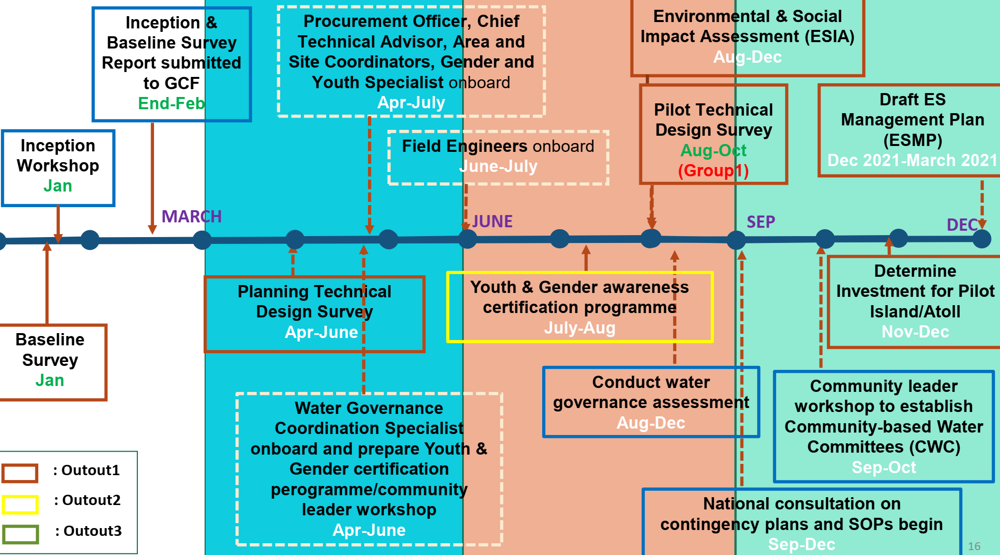 Inception &
Baseline Survey
Report submitted
to GCF
End-Feb
Procurement Officer, Chief
Technical Advisor, Area and
Site Coordinators, Gender and
Youth Specialist onboard
Apr-July
Environmental & Social
Impact Assessment (ESIA)
Aug-Dec
Inception
Workshop
Jan
Field Engineers onboard
June-July
Pilot Technical
Design Survey
Aug-Oct
(Group1)
Draft ES
Management Plan
(ESMP)
Dec 2021-March 2021
MARCH
JUNE
SEP
DEC
Baseline
Survey
Jan
Planning Technical
Design Survey
Apr-June
Youth & Gender awareness
certification programme
July-Aug
Determine
Investment for Pilot
Island/Atoll
Nov-Dec
Water Governance
Coordination Specialist
onboard and prepare Youth &
Gender certification
perogramme/community
leader workshop
Apr-June
Conduct water
governance assessment
Aug-Dec
Community leader
workshop to establish
Community-based Water
Committees (CWC)
Sep-Oct
National consultation on
contingency plans and SOPs begin
Sep-Dec
: Outout1
: Outout2
: Outout3
16